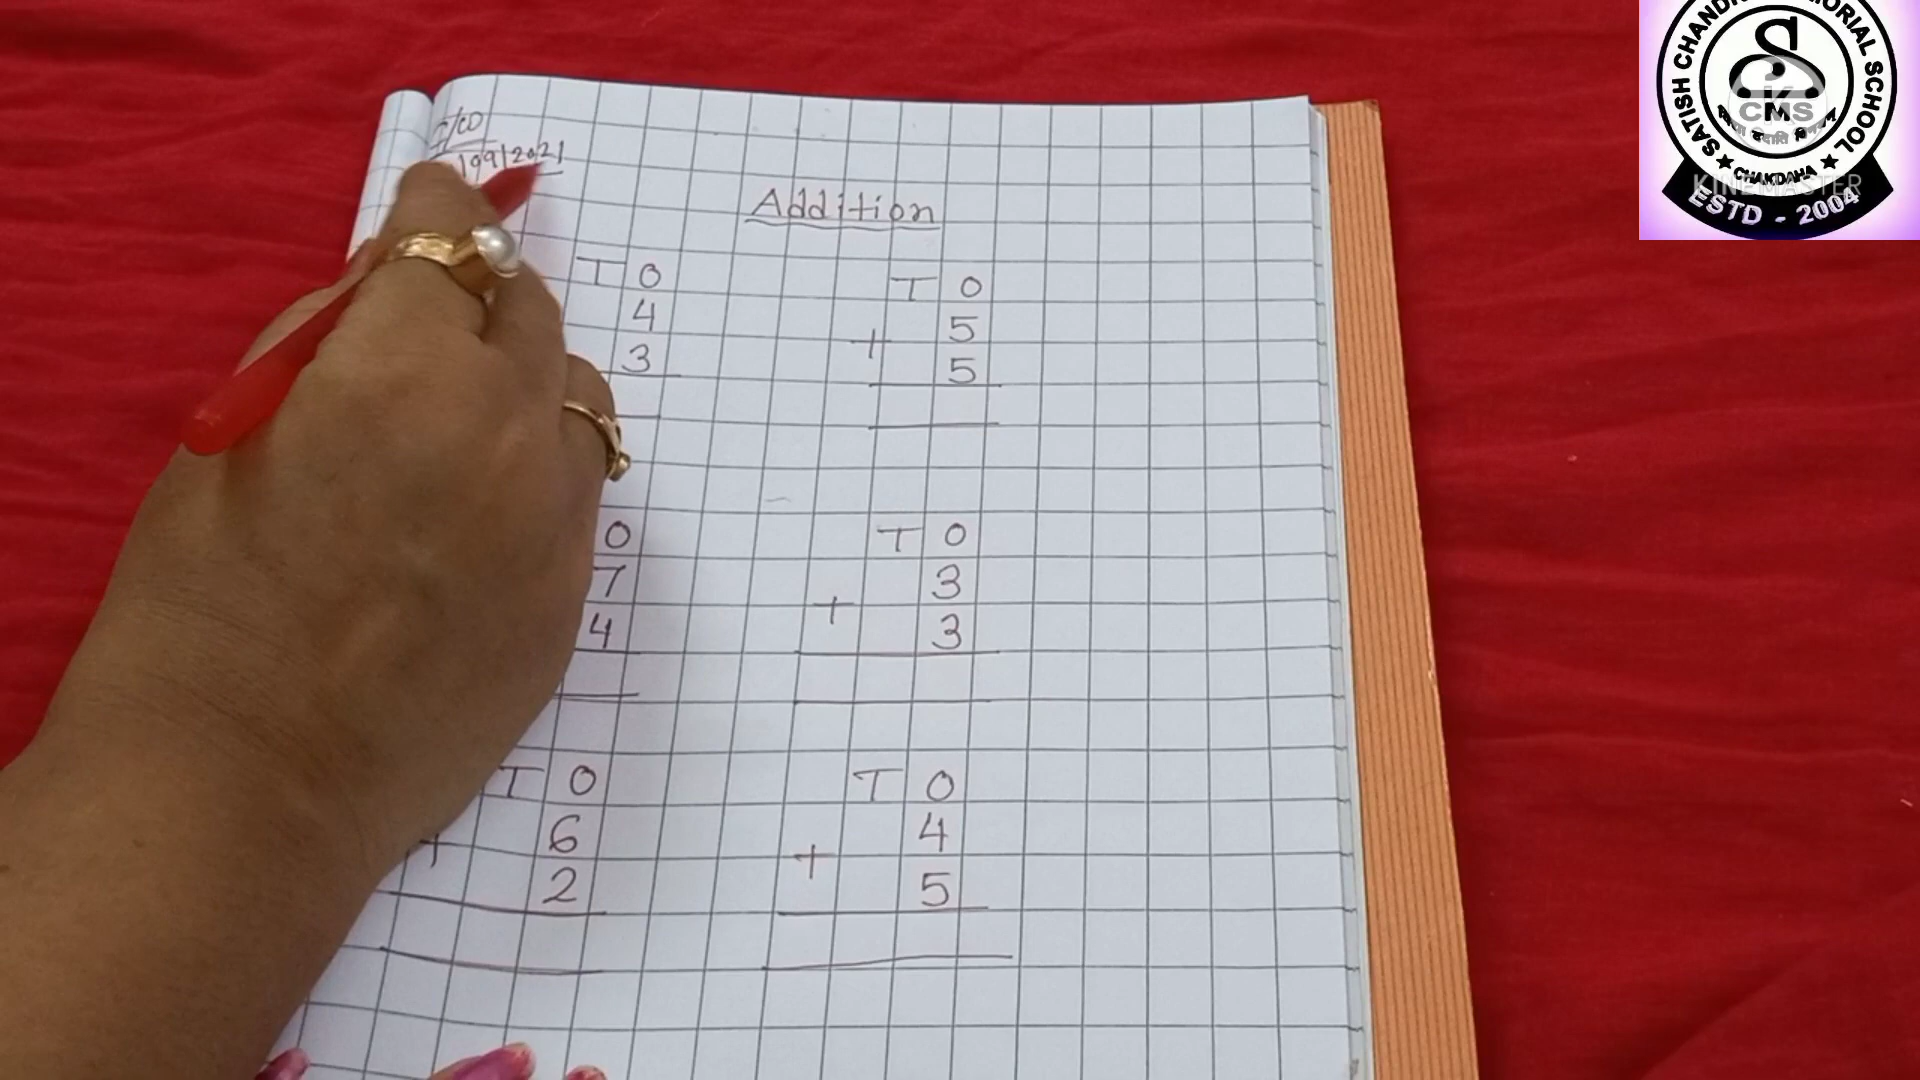 C/W
/09/2021
Addition
T O
4
3
T O
+ 5
5
O
7
4
T O
+ 3
3
T O
+ 6
2
T O
+ 4
5
SATISH CHANDRA MEMORIAL SCHOOL
CMS
CHAKDAHA
KINEMASTER
ESTD - 2004